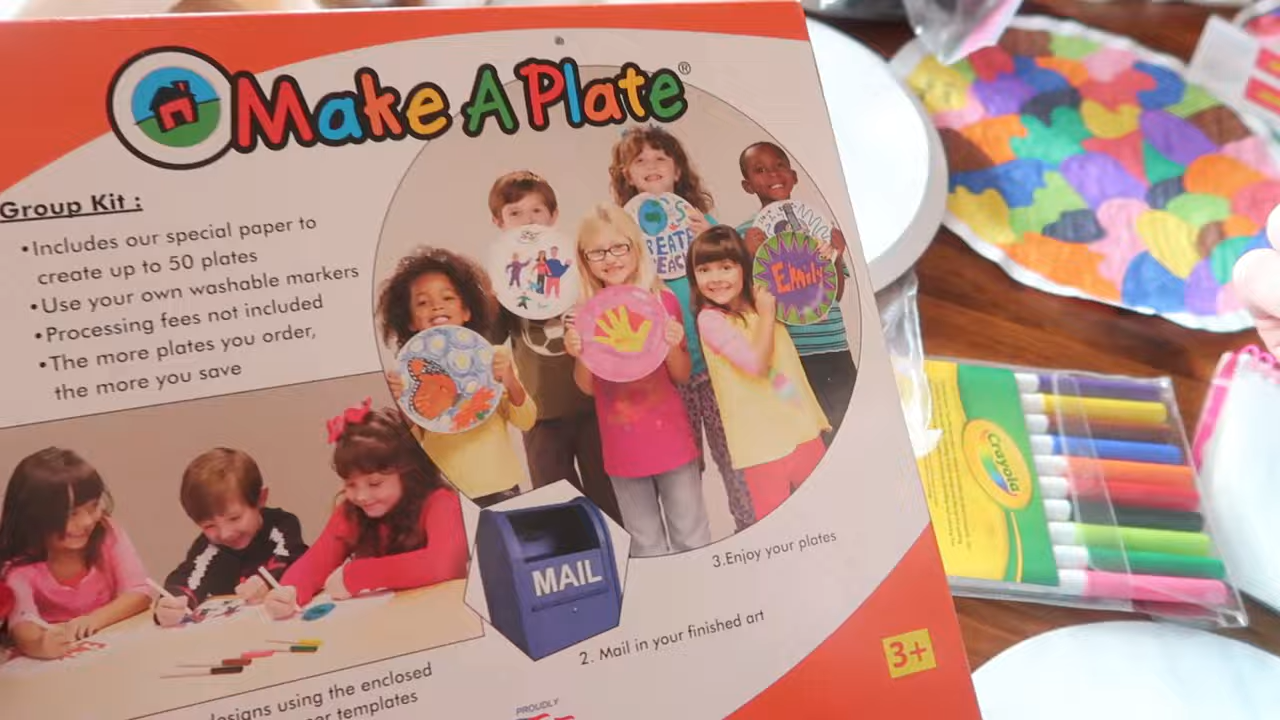 Make A Plate®
Group Kit :
• Includes our special paper to
create up to 50 plates
• Use your own washable markers
• Processing fees not included
• The more plates you order,
the more you save
Emily
MAIL
3.Enjoy your plates
2. Mail in your finished art
designs using the enclosed
templates
PROUDLY
3+
Crayola